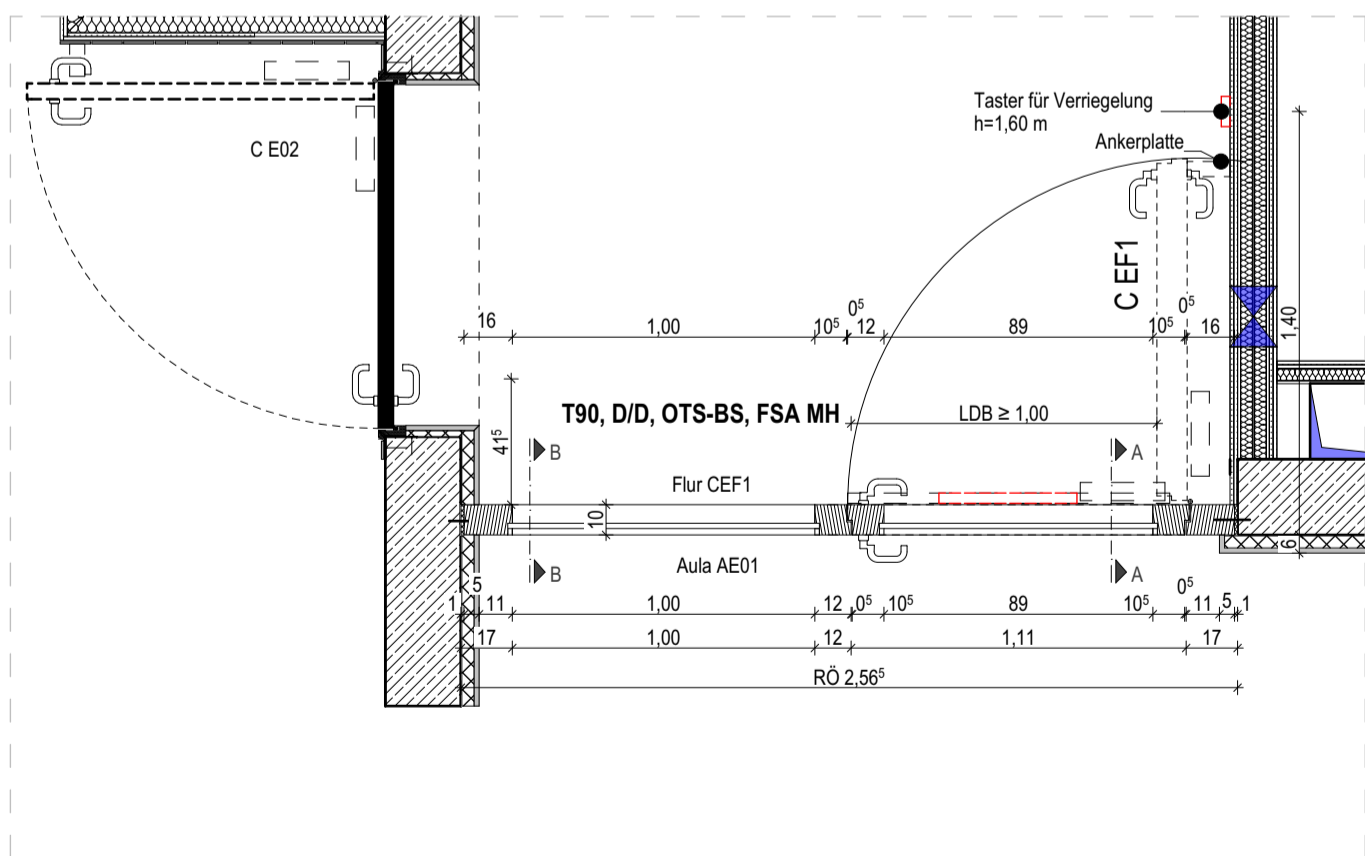 Taster für Verriegelung
h=1,60 m
Ankerplatte
C E02
C EF1
1,40
16 1,00 10⁵ 0⁵ 12 89 10⁵ 0⁵ 16
T90, D/D, OTS-BS, FSA MH
LDB ≥ 1,00
41⁵
B A
Flur CEF1
10
Aula AE01
B A
6
1 5 11 1,00 12 0⁵ 10⁵ 89 10⁵ 0⁵ 11 5 1
17 1,00 12 1,11 17
RÖ 2,56⁵